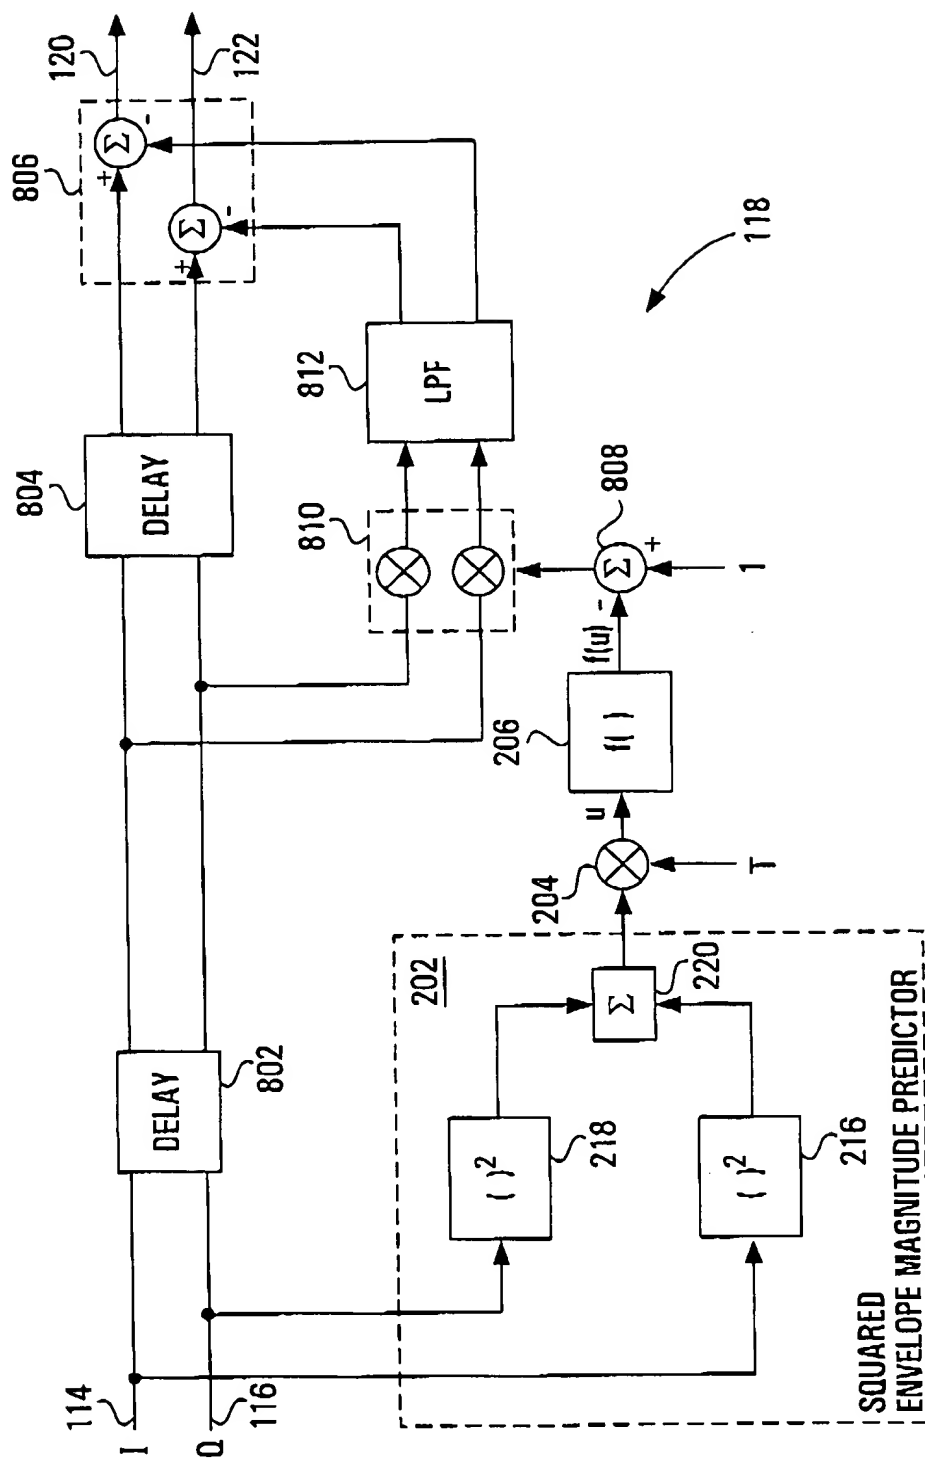 I
114
Q
116
DELAY
802
DELAY
804
806
Σ
+
-
120
Σ
+
-
122
202
( )²
218
( )²
216
Σ
220
SQUARED
ENVELOPE MAGNITUDE PREDICTOR
204
T
u
f( )
206
f(u)
-
Σ
+
808
1
810
LPF
812
118